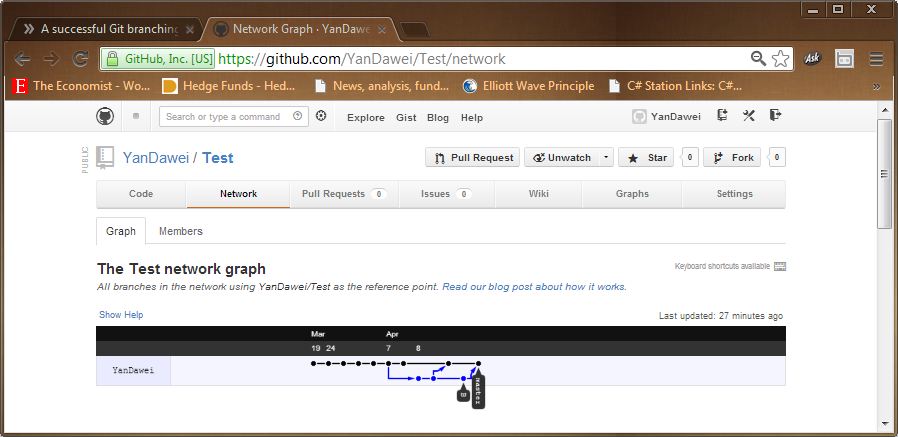 A successful Git branching
Network Graph · YanDawe
GitHub, Inc. [US] https://github.com/YanDawei/Test/network
Ask
E The Economist - Wo... D Hedge Funds - Hed... News, analysis, fund... Elliott Wave Principle C# Station Links: C#... »
Search or type a command Explore Gist Blog Help YanDawei
PUBLIC
YanDawei / Test Pull Request Unwatch Star 0 Fork 0
Code Network Pull Requests 0 Issues 0 Wiki Graphs Settings
Graph Members
The Test network graph Keyboard shortcuts available
All branches in the network using YanDawei/Test as the reference point. Read our blog post about how it works.
Show Help Last updated: 27 minutes ago
Mar Apr
19 24 7 8
YanDawei
B master